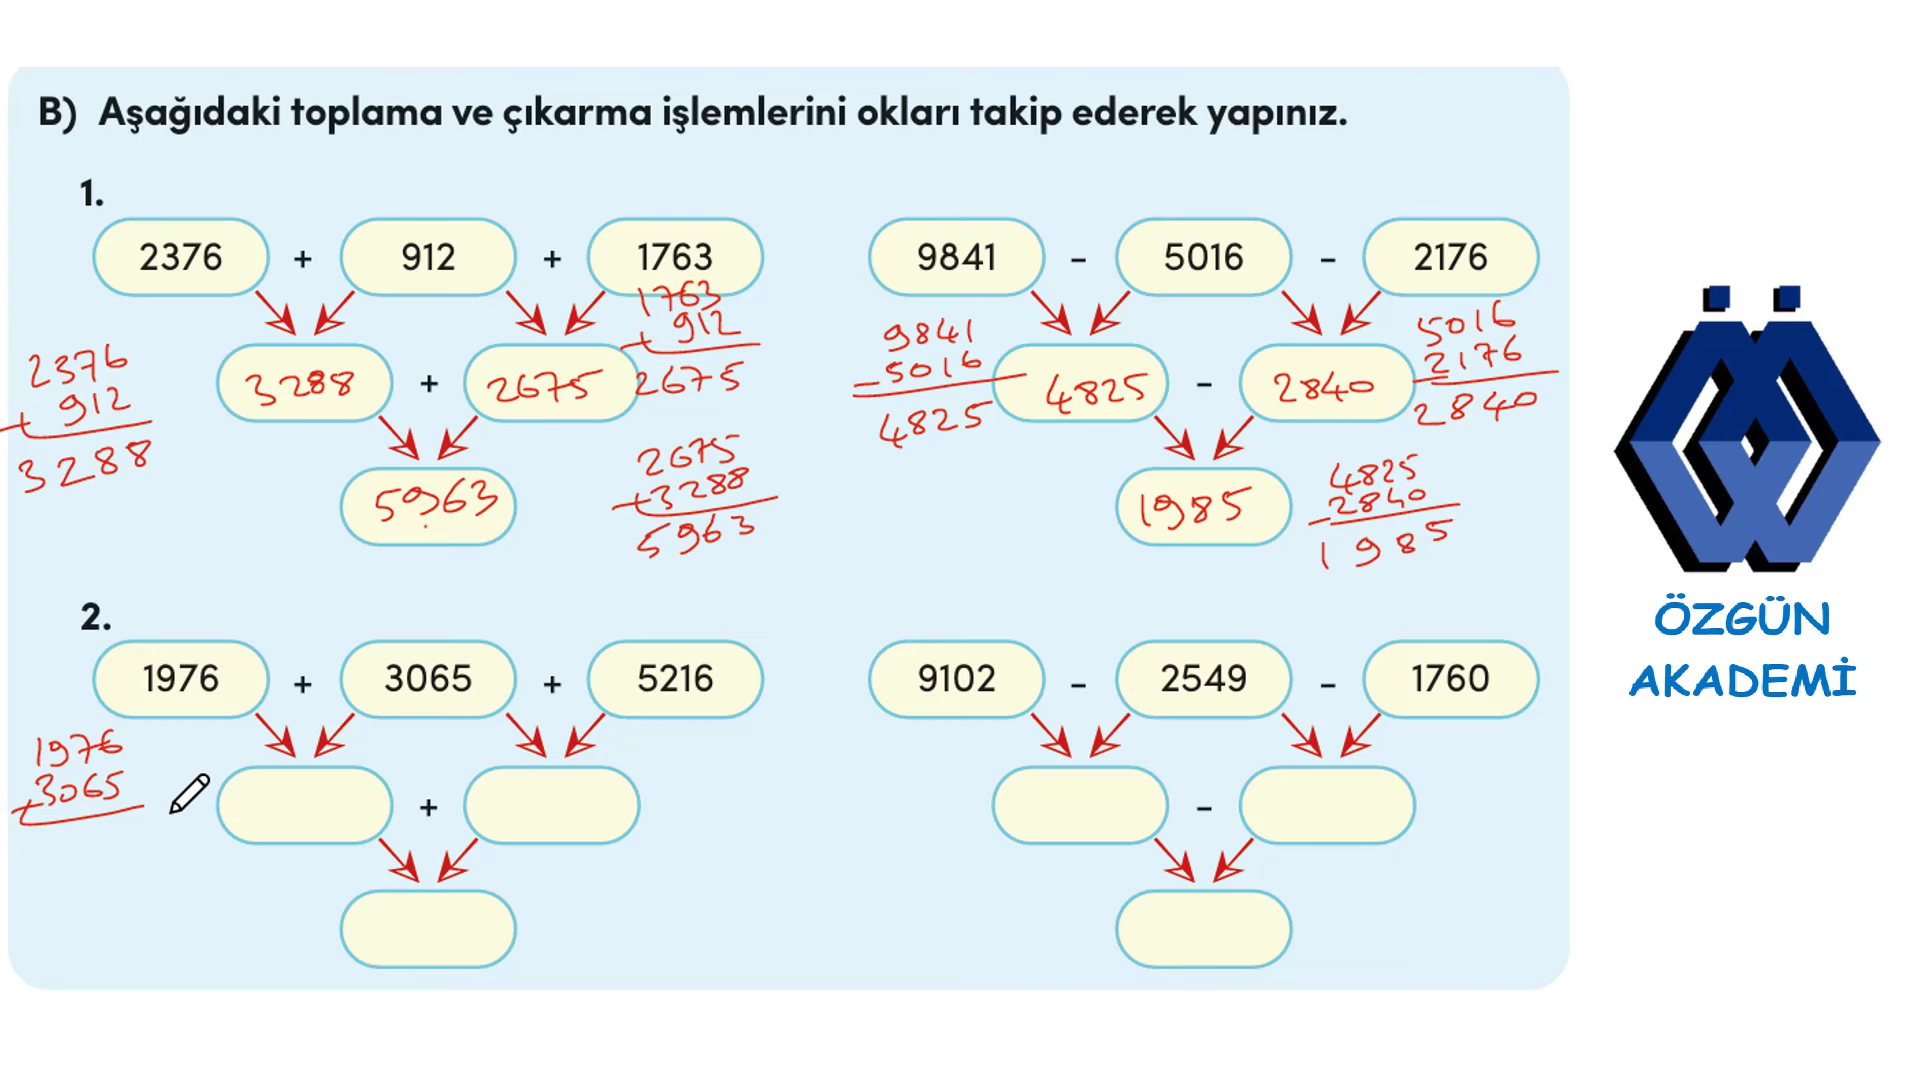 B) Aşağıdaki toplama ve çıkarma işlemlerini okları takip ederek yapınız.
1.
2376 + 912 + 1763
1763
+ 912
2675
2376
+ 912
3288
3288 + 2675
2675
+3288
5963
5963
9841 - 5016 - 2176
9841
-5016
4825
5016
-2176
2840
4825 - 2840
4825
-2840
1985
1985
2.
1976 + 3065 + 5216
1976
+3065
+
9102 - 2549 - 1760
-
ÖZGÜN
AKADEMİ